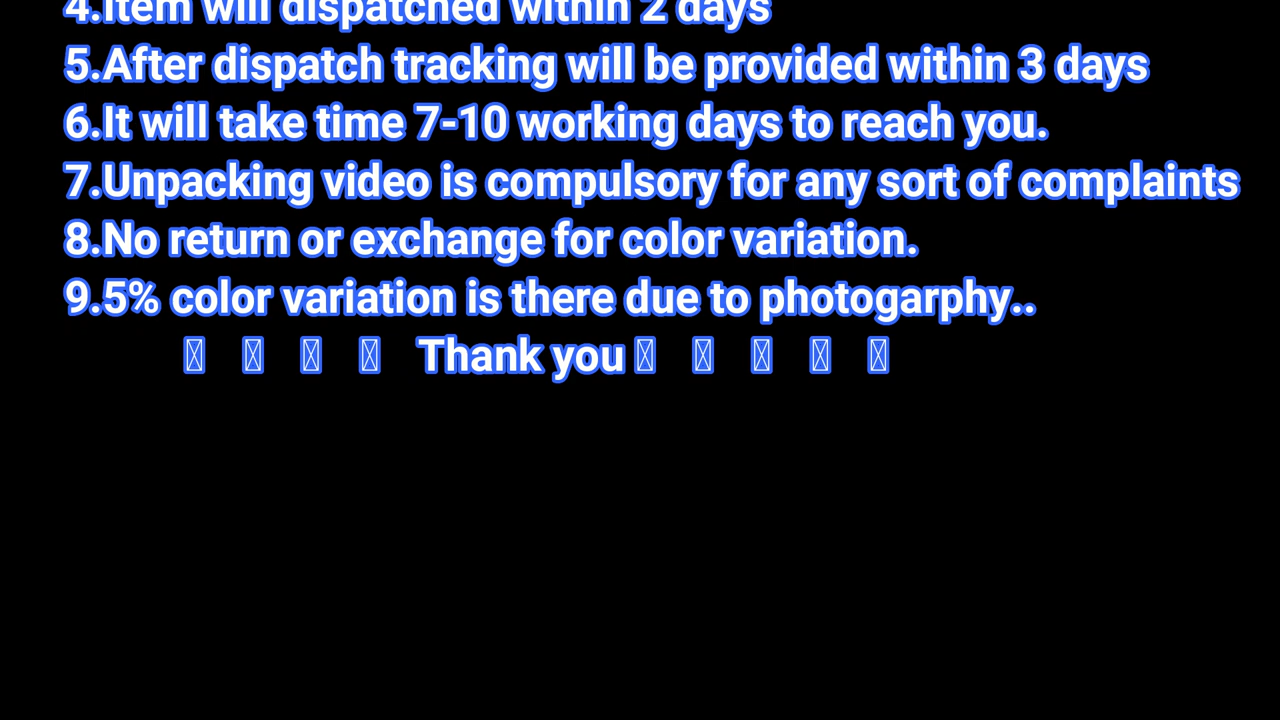 4.Item will dispatched within 2 days
5.After dispatch tracking will be provided within 3 days
6.It will take time 7-10 working days to reach you.
7.Unpacking video is compulsory for any sort of complaints
8.No return or exchange for color variation.
9.5% color variation is there due to photogarphy..
Thank you